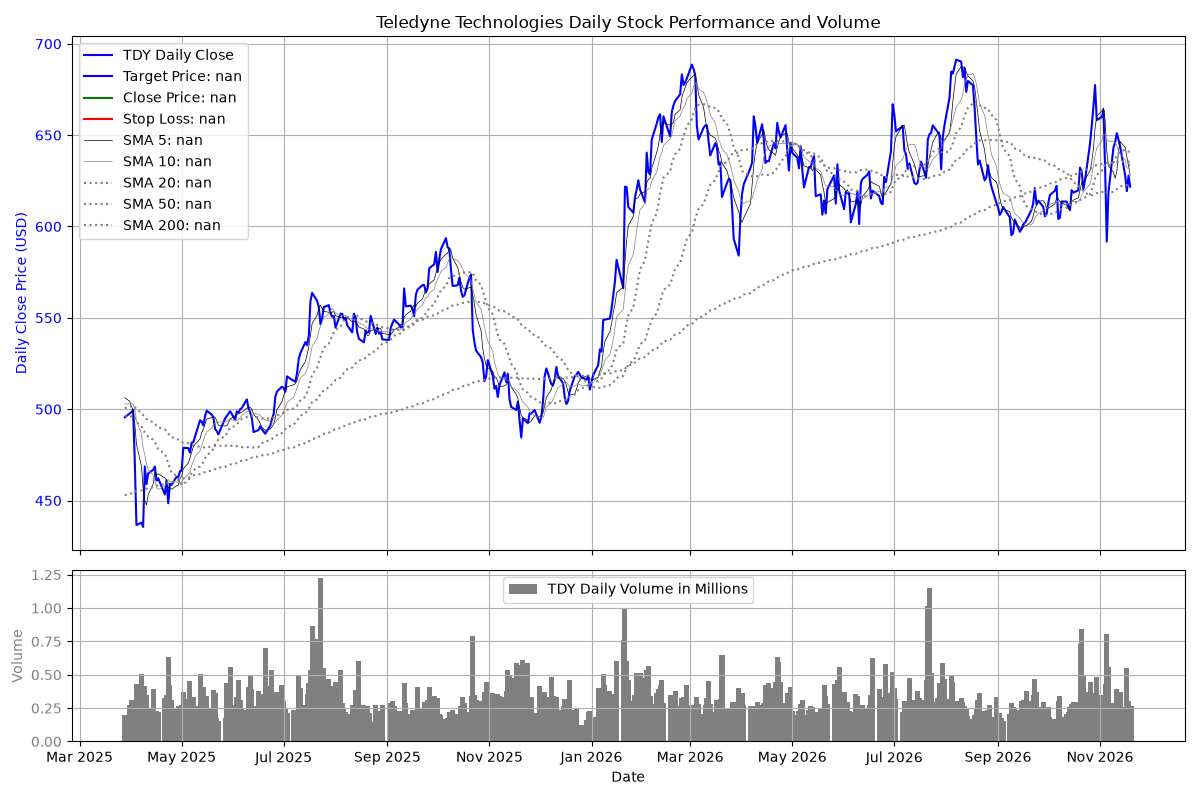 Teledyne Technologies Daily Stock Performance and Volume
700
650
600
550
500
450
Daily Close Price (USD)
TDY Daily Close
Target Price: nan
Close Price: nan
Stop Loss: nan
SMA 5: nan
SMA 10: nan
SMA 20: nan
SMA 50: nan
SMA 200: nan
1.25
1.00
0.75
0.50
0.25
0.00
Volume
TDY Daily Volume in Millions
Mar 2025 May 2025 Jul 2025 Sep 2025 Nov 2025 Jan 2026 Mar 2026 May 2026 Jul 2026 Sep 2026 Nov 2026
Date